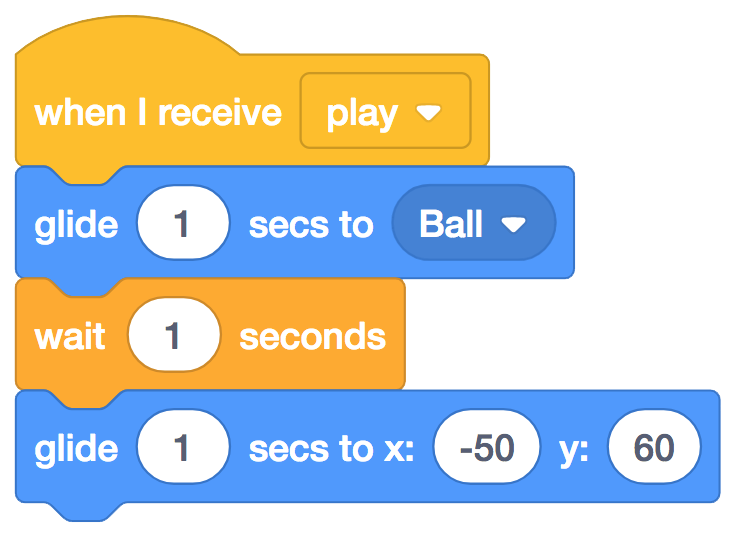 when I receive play
glide 1 secs to Ball
wait 1 seconds
glide 1 secs to x: -50 y: 60